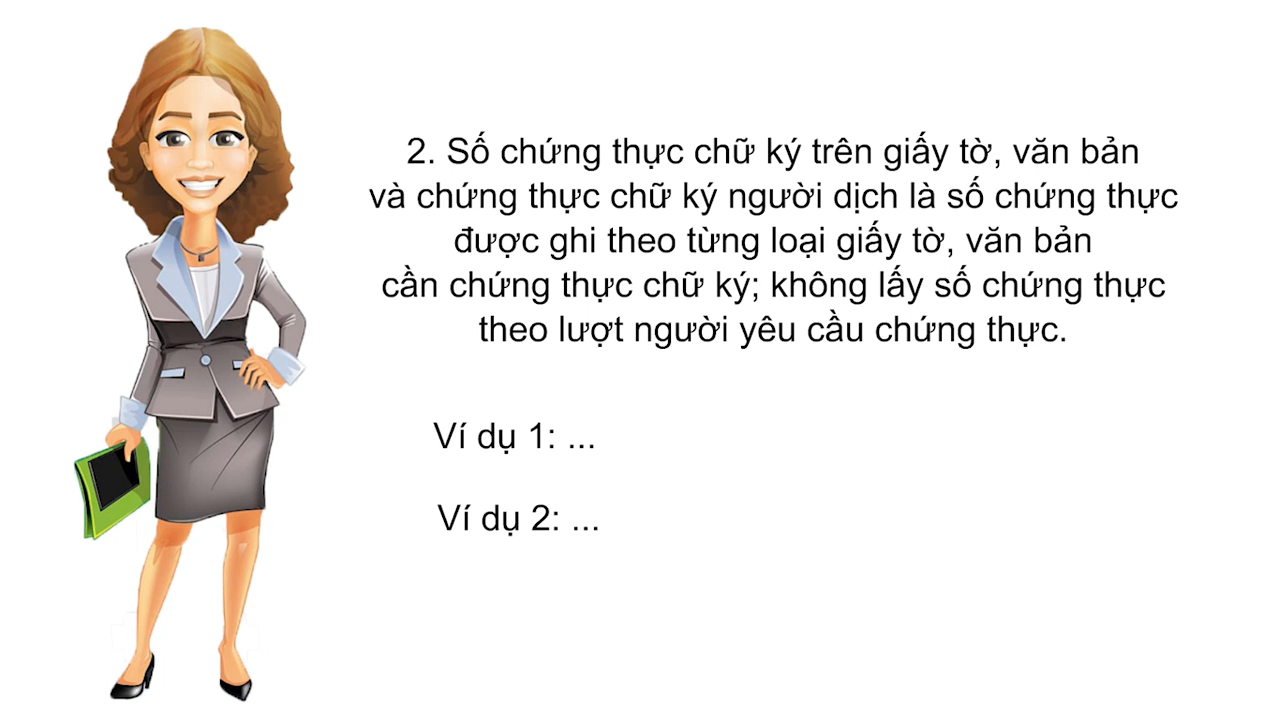 2. Số chứng thực chữ ký trên giấy tờ, văn bản
và chứng thực chữ ký người dịch là số chứng thực
được ghi theo từng loại giấy tờ, văn bản
cần chứng thực chữ ký; không lấy số chứng thực
theo lượt người yêu cầu chứng thực.
Ví dụ 1: ...
Ví dụ 2: ...